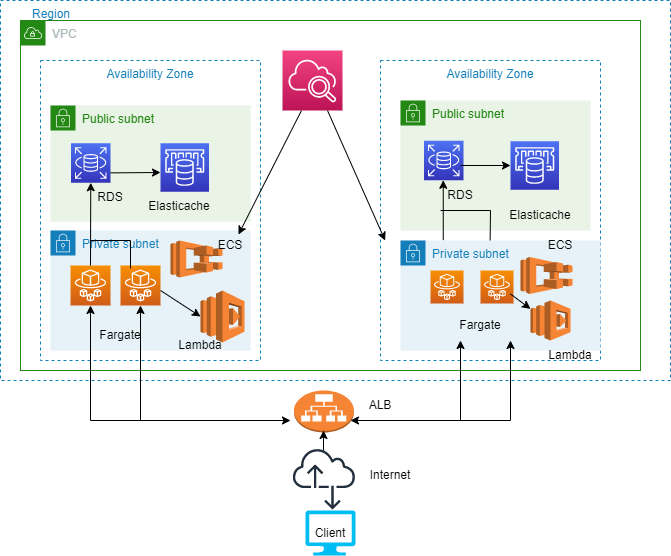 Region
VPC
Availability Zone
Availability Zone
Public subnet
Public subnet
RDS
Elasticache
RDS
Elasticache
Private subnet
ECS
Private subnet
ECS
Fargate
Lambda
Fargate
Lambda
ALB
Internet
Client